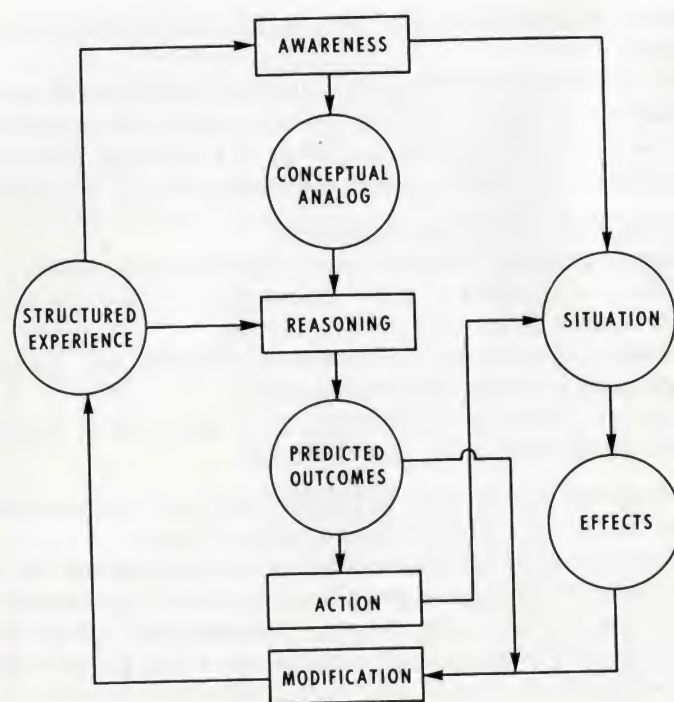 AWARENESS
CONCEPTUAL
ANALOG
STRUCTURED
EXPERIENCE
REASONING
SITUATION
PREDICTED
OUTCOMES
EFFECTS
ACTION
MODIFICATION